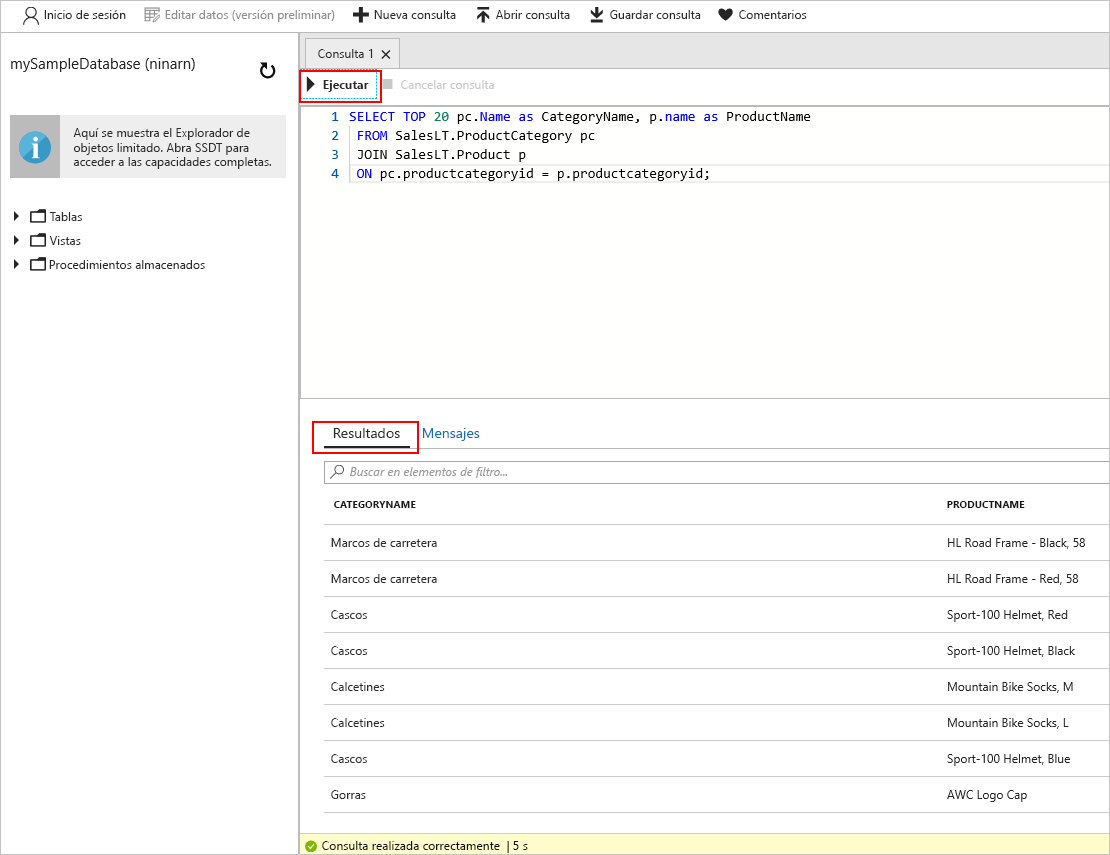 Inicio de sesión Editar datos (versión preliminar) Nueva consulta Abrir consulta Guardar consulta Comentarios
mySampleDatabase (ninarn)
Aquí se muestra el Explorador de
objetos limitado. Abra SSDT para
acceder a las capacidades completas.
Tablas
Vistas
Procedimientos almacenados
Consulta 1
Ejecutar Cancelar consulta
1 SELECT TOP 20 pc.Name as CategoryName, p.name as ProductName
2 FROM SalesLT.ProductCategory pc
3 JOIN SalesLT.Product p
4 ON pc.productcategoryid = p.productcategoryid;
Resultados Mensajes
Buscar en elementos de filtro...
CATEGORYNAME PRODUCTNAME
Marcos de carretera HL Road Frame - Black, 58
Marcos de carretera HL Road Frame - Red, 58
Cascos Sport-100 Helmet, Red
Cascos Sport-100 Helmet, Black
Calcetines Mountain Bike Socks, M
Calcetines Mountain Bike Socks, L
Cascos Sport-100 Helmet, Blue
Gorras AWC Logo Cap
Consulta realizada correctamente | 5 s